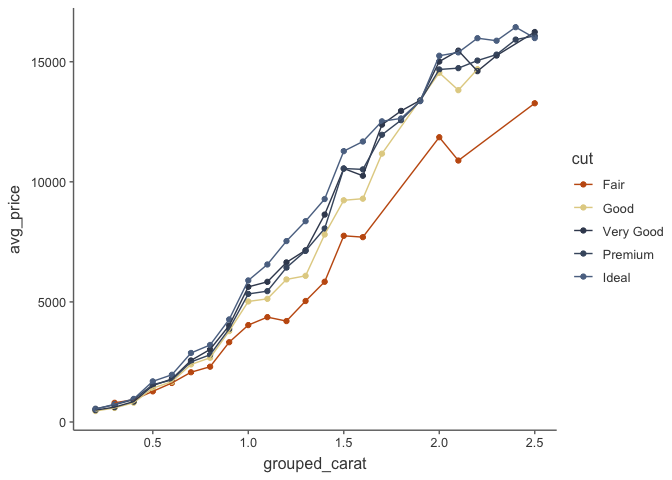 15000
10000
5000
0
avg_price
0.5
1.0
1.5
2.0
2.5
grouped_carat
cut
Fair
Good
Very Good
Premium
Ideal